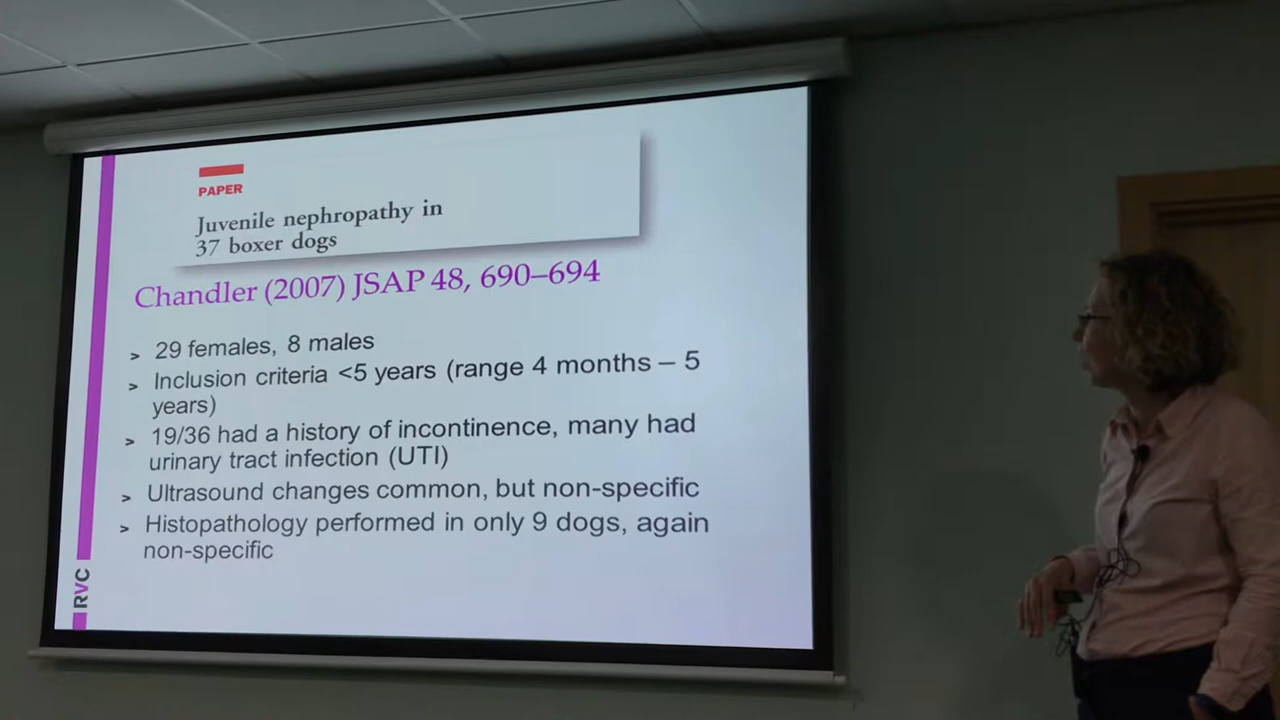 PAPER
Juvenile nephropathy in
37 boxer dogs
Chandler (2007) JSAP 48, 690–694
> 29 females, 8 males
> Inclusion criteria <5 years (range 4 months – 5
years)
> 19/36 had a history of incontinence, many had
urinary tract infection (UTI)
> Ultrasound changes common, but non-specific
> Histopathology performed in only 9 dogs, again
non-specific
RVC